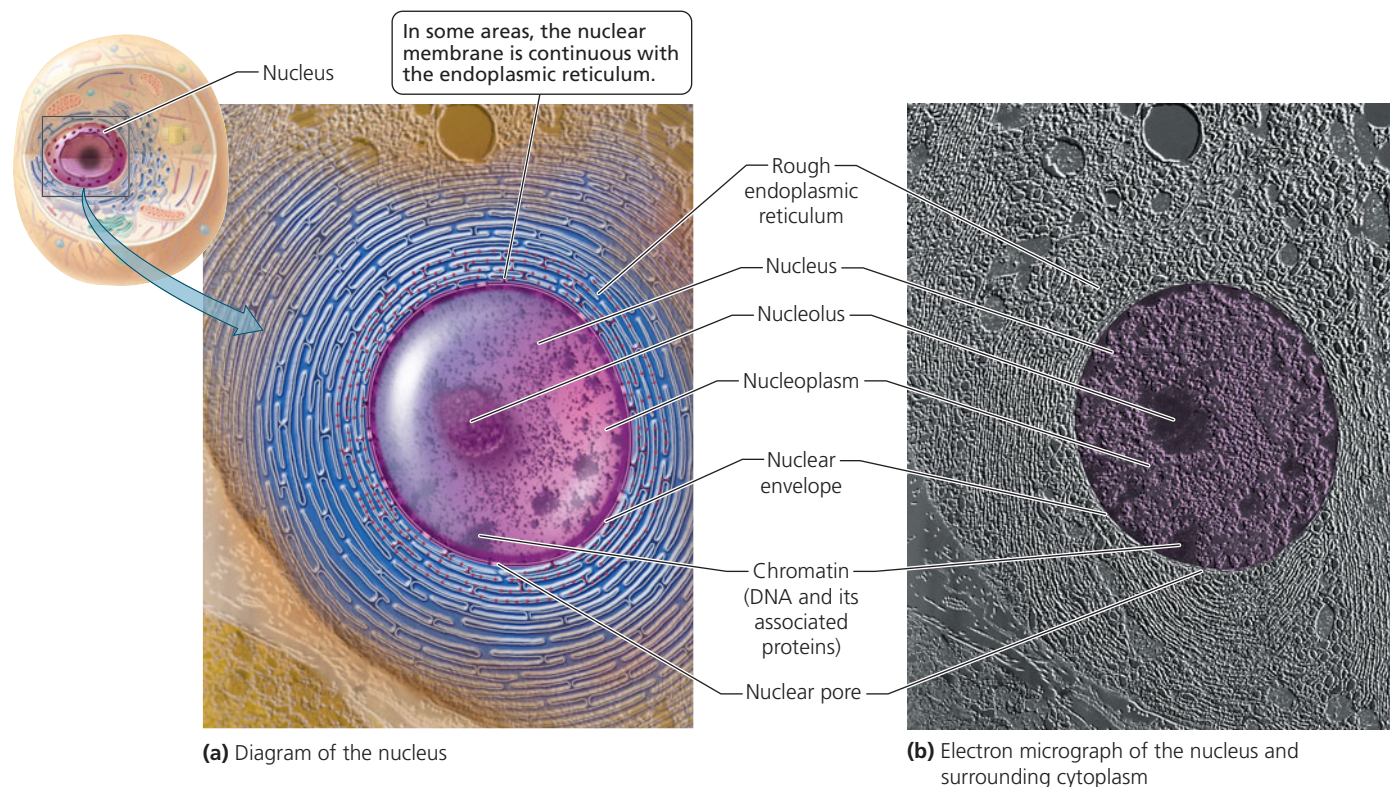 In some areas, the nuclear
membrane is continuous with
the endoplasmic reticulum.
Nucleus
Rough
endoplasmic
reticulum
Nucleus
Nucleolus
Nucleoplasm
Nuclear
envelope
Chromatin
(DNA and its
associated
proteins)
Nuclear pore
(a) Diagram of the nucleus
(b) Electron micrograph of the nucleus and
surrounding cytoplasm